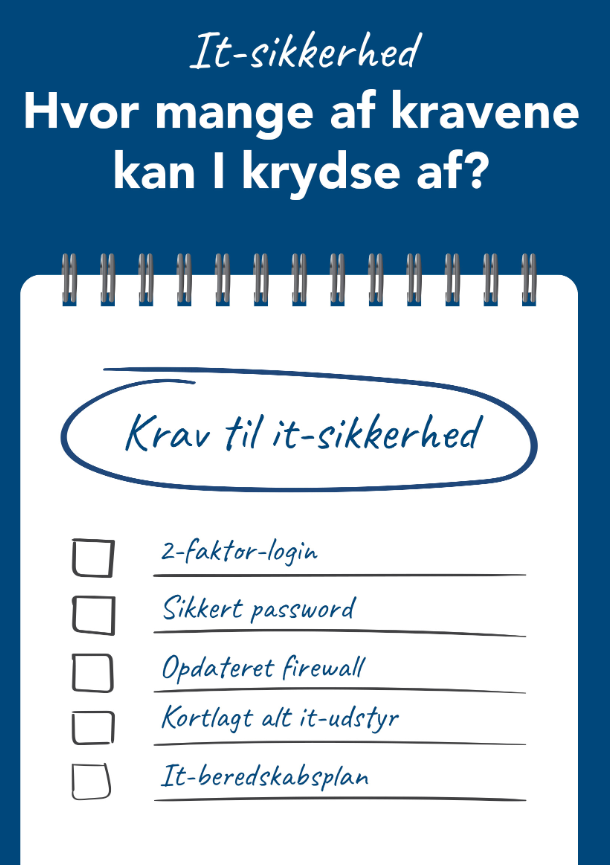 It-sikkerhed
Hvor mange af kravene
kan I krydse af?
Krav til it-sikkerhed
2-faktor-login
Sikkert password
Opdateret firewall
Kortlagt alt it-udstyr
It-beredskabsplan